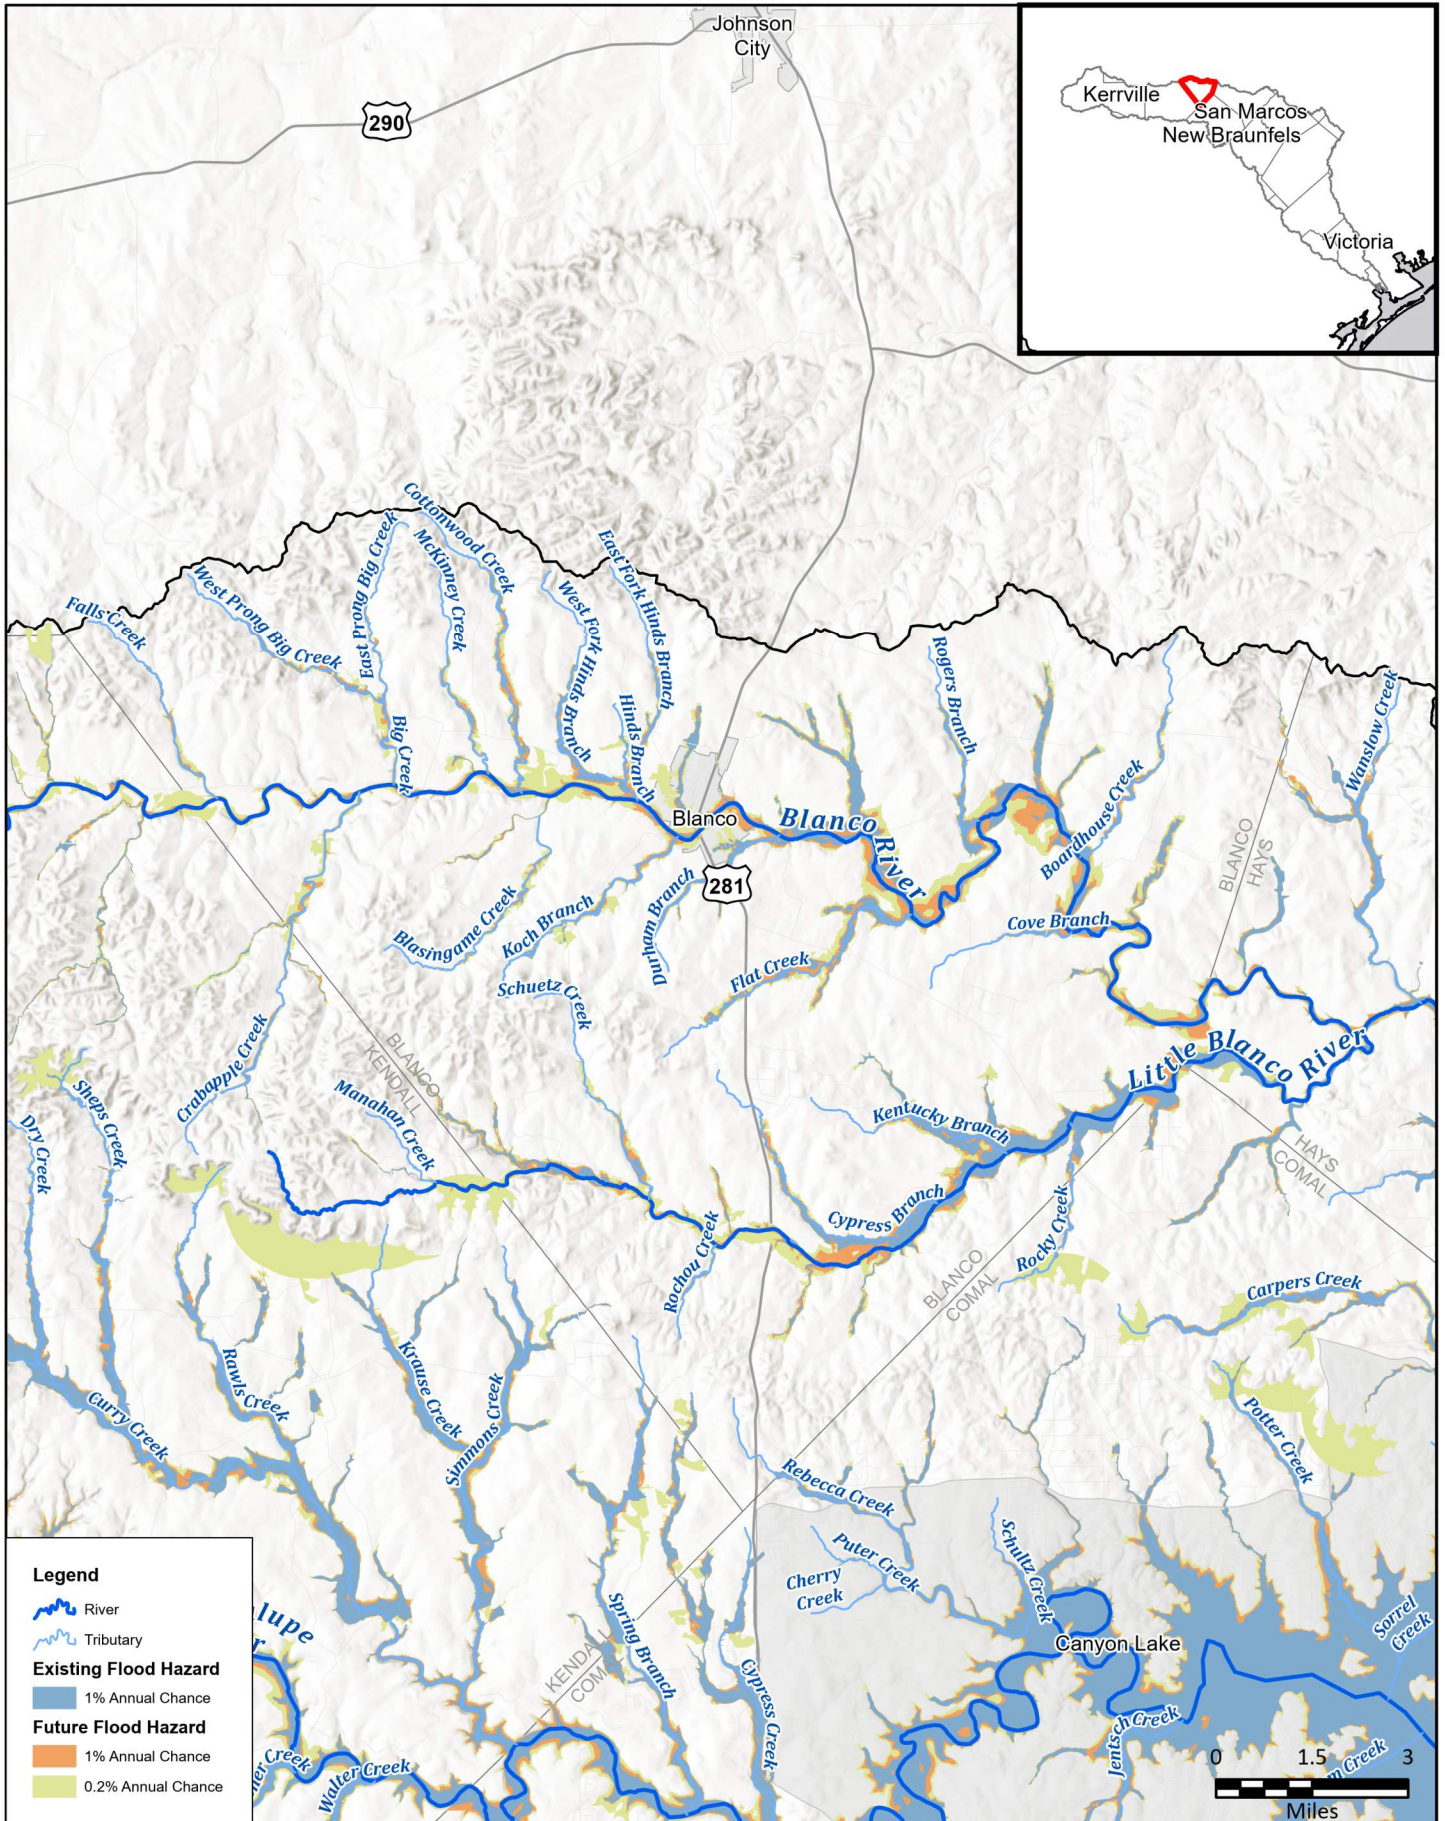 Johnson
City
290
Kerrville
San Marcos
New Braunfels
Victoria
Cottonwood Creek
East Prong Big Creek
McKinney Creek
East Fork Hinds Branch
West Prong Big Creek
West Fork Hinds Branch
Falls Creek
Rogers Branch
Wanslow Creek
Hinds Branch
Big Creek
Boardhouse Creek
Blanco
Blanco
River
BLANCO
HAYS
281
Durham Branch
Blasingame Creek
Koch Branch
Cove Branch
Flat Creek
Schuetz Creek
Crabapple Creek
BLANCO
KENDALL
Little Blanco River
Sheps Creek
Manahan Creek
Dry Creek
Kentucky Branch
HAYS
COMAL
Cypress Branch
Rochou Creek
Rocky Creek
BLANCO
COMAL
Carpers Creek
Rawls Creek
Krause Creek
Simmons Creek
Curry Creek
Potter Creek
Rebecca Creek
Puter Creek
Cherry
Creek
Schultz Creek
Spring Branch
KENDALL
COMAL
Canyon Lake
Sorrel
Creek
Cypress Creek
Jentsch Creek
Walter Creek
lupe
r
ner Creek
m Creek
Legend
River
Tributary
Existing Flood Hazard
1% Annual Chance
Future Flood Hazard
1% Annual Chance
0.2% Annual Chance
0 1.5 3
Miles